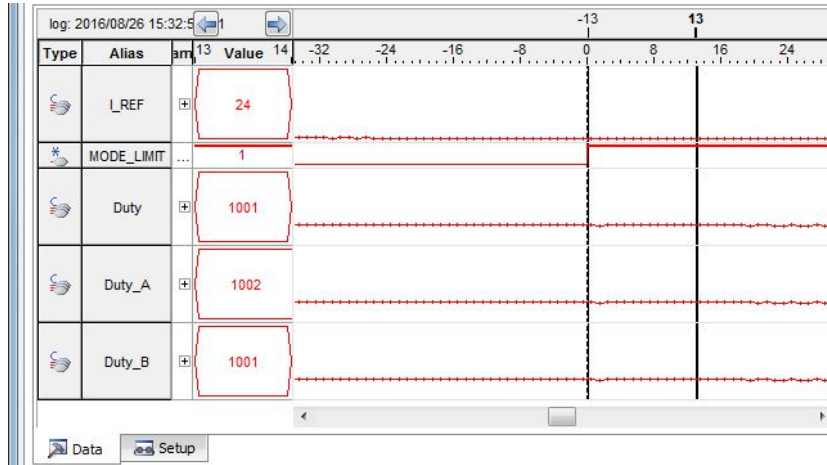 log: 2016/08/26 15:32:5 1 -13 13
Type Alias am 13 Value 14 -32 -24 -16 -8 0 8 16 24
I_REF 24
MODE_LIMIT ... 1
Duty 1001
Duty_A 1002
Duty_B 1001
Data Setup